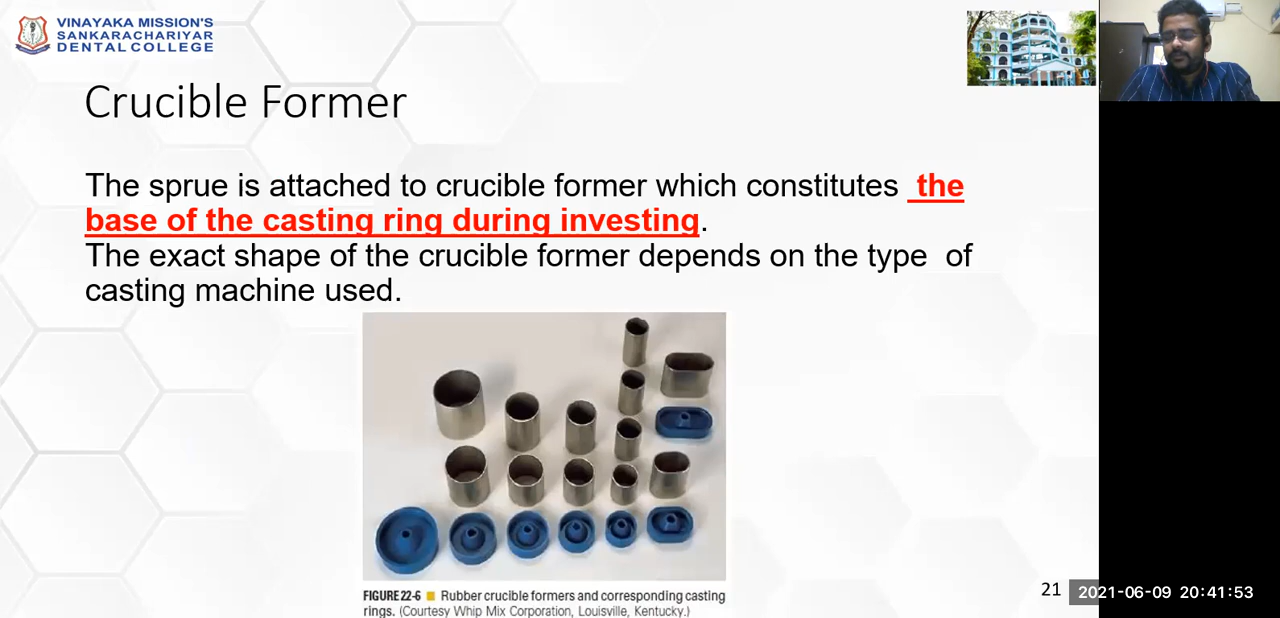 VINAYAKA MISSION'S
SANKARACHARIYAR
DENTAL COLLEGE
Crucible Former
The sprue is attached to crucible former which constitutes the
base of the casting ring during investing.
The exact shape of the crucible former depends on the type of
casting machine used.
FIGURE 22-6 Rubber crucible formers and corresponding casting
rings. (Courtesy Whip Mix Corporation, Louisville, Kentucky.)
21
2021-06-09 20:41:53